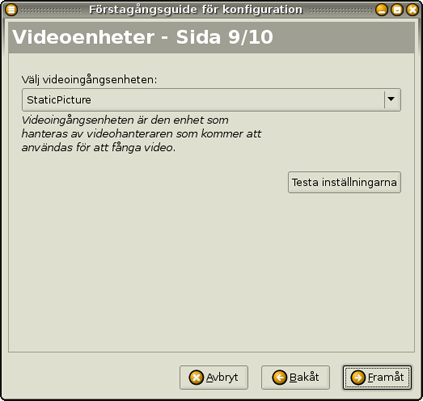 Förstagångsguide för konfiguration
Videoenheter - Sida 9/10
Välj videoingångsenheten:
StaticPicture
Videoingångsenheten är den enhet som
hanteras av videohanteraren som kommer att
användas för att fånga video.
Testa inställningarna
Avbryt
Bakåt
Framåt